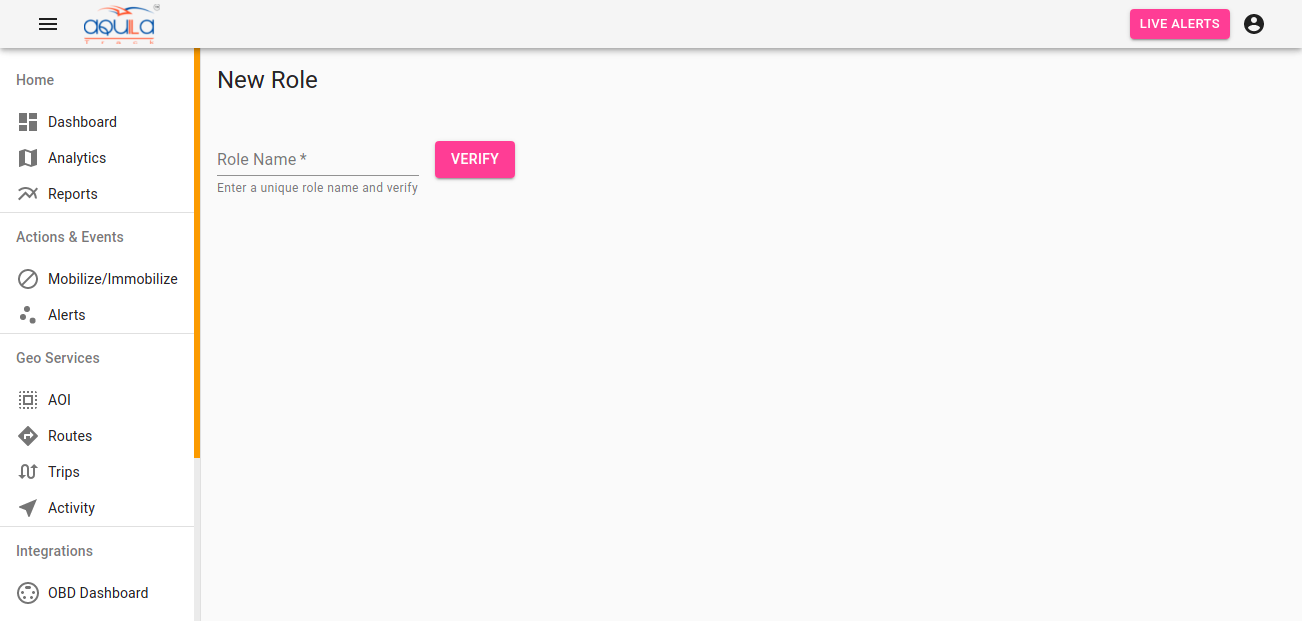 aquila
Track
LIVE ALERTS
Home
Dashboard
Analytics
Reports
Actions & Events
Mobilize/Immobilize
Alerts
Geo Services
AOI
Routes
Trips
Activity
Integrations
OBD Dashboard
New Role
Role Name *
VERIFY
Enter a unique role name and verify